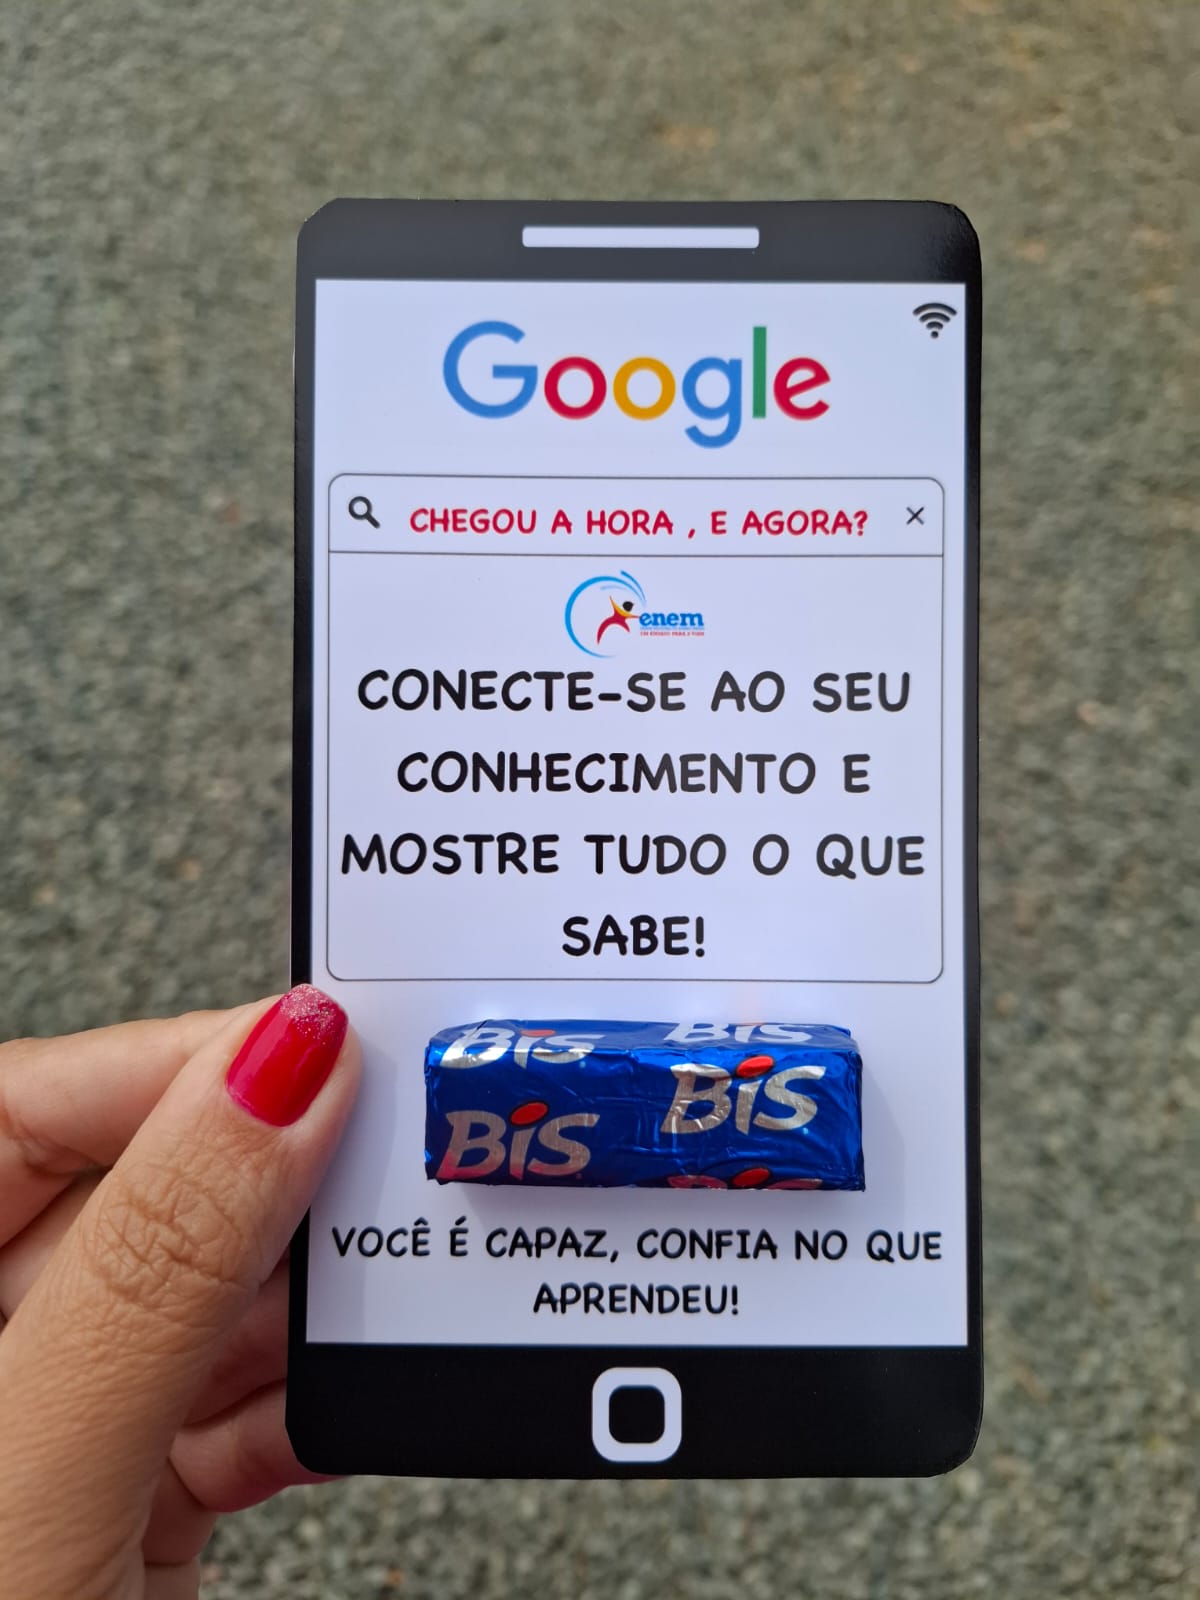 Google
CHEGOU A HORA , E AGORA?
enem
CONECTE-SE AO SEU
CONHECIMENTO E
MOSTRE TUDO O QUE
SABE!
BiS BiS
BiS
BiS
BiS
VOCÊ É CAPAZ, CONFIA NO QUE
APRENDEU!